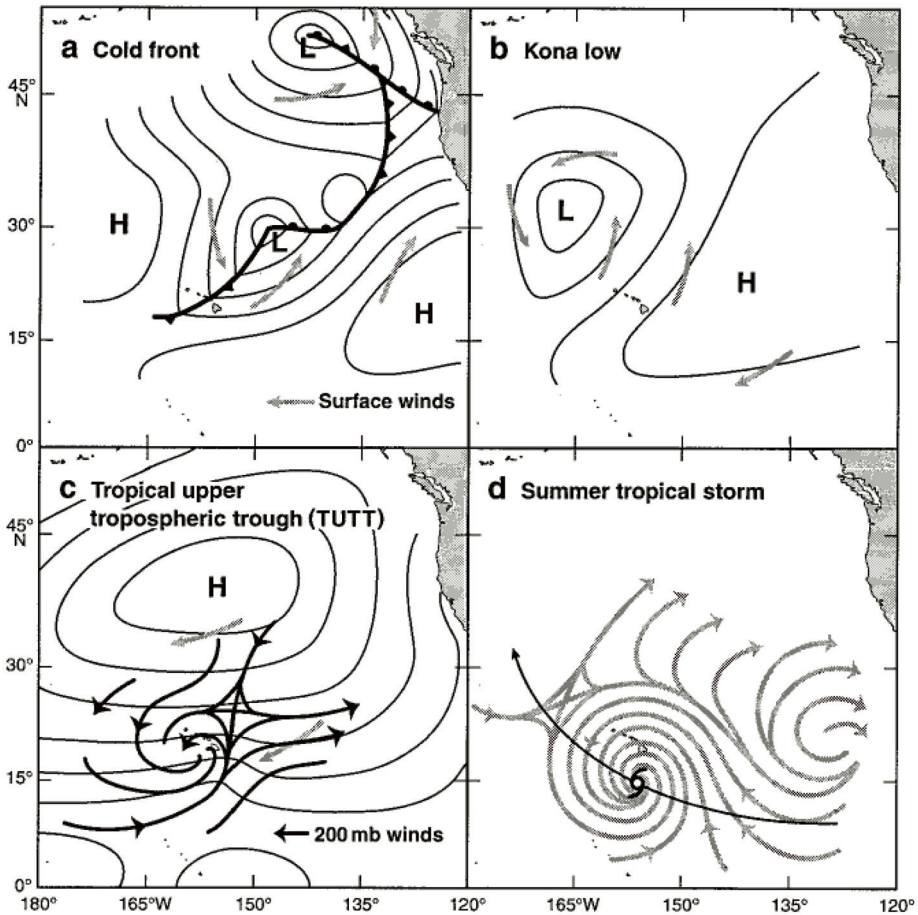 a Cold front
L
45°
N
H
30°
L
H
15°
Surface winds
0°
b Kona low
L
H
c Tropical upper
tropospheric trough (TUTT)
45°
N
H
30°
15°
200 mb winds
0°
d Summer tropical storm
180° 165°W 150° 135° 120° 165°W 150° 135° 120°